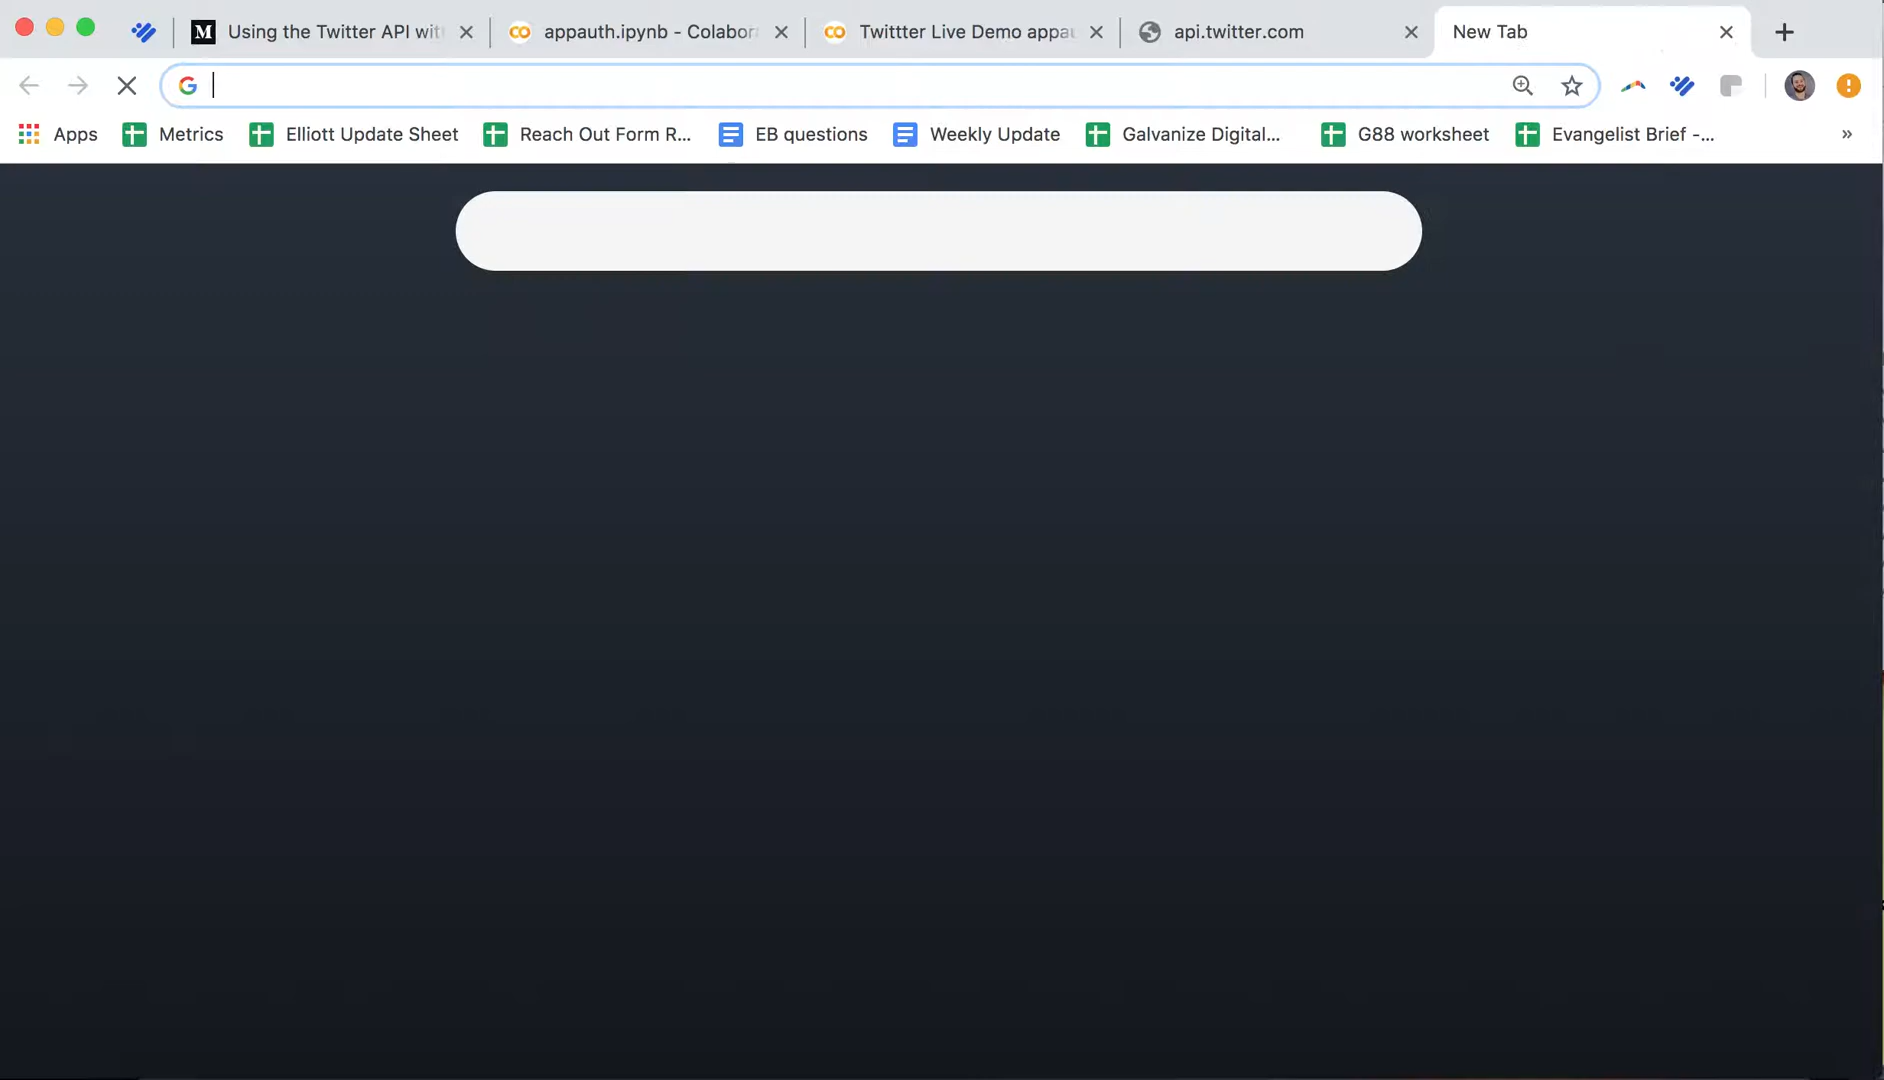 Using the Twitter API wit
appauth.ipynb - Colabor
Twittter Live Demo appau
api.twitter.com
New Tab
Apps
Metrics
Elliott Update Sheet
Reach Out Form R...
EB questions
Weekly Update
Galvanize Digital...
G88 worksheet
Evangelist Brief -...